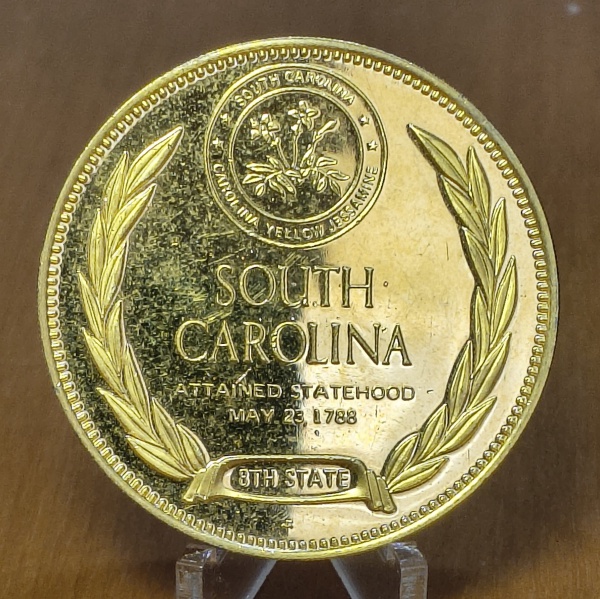 SOUTH CAROLINA
CAROLINA YELLOW JESSAMINE
SOUTH
CAROLINA
ATTAINED STATEHOOD
MAY 23, 1788
8TH STATE